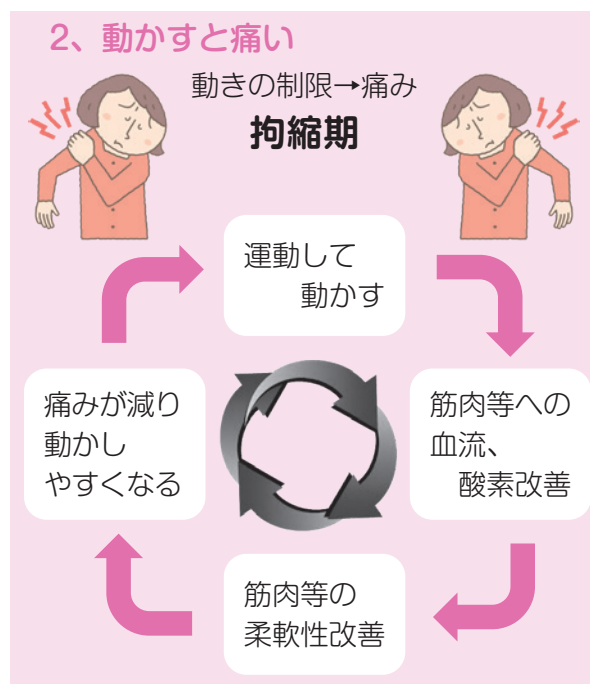 2、動かすと痛い
動きの制限→痛み
拘縮期
運動して
動かす
筋肉等への
血流、
酸素改善
筋肉等の
柔軟性改善
痛みが減り
動かし
やすくなる